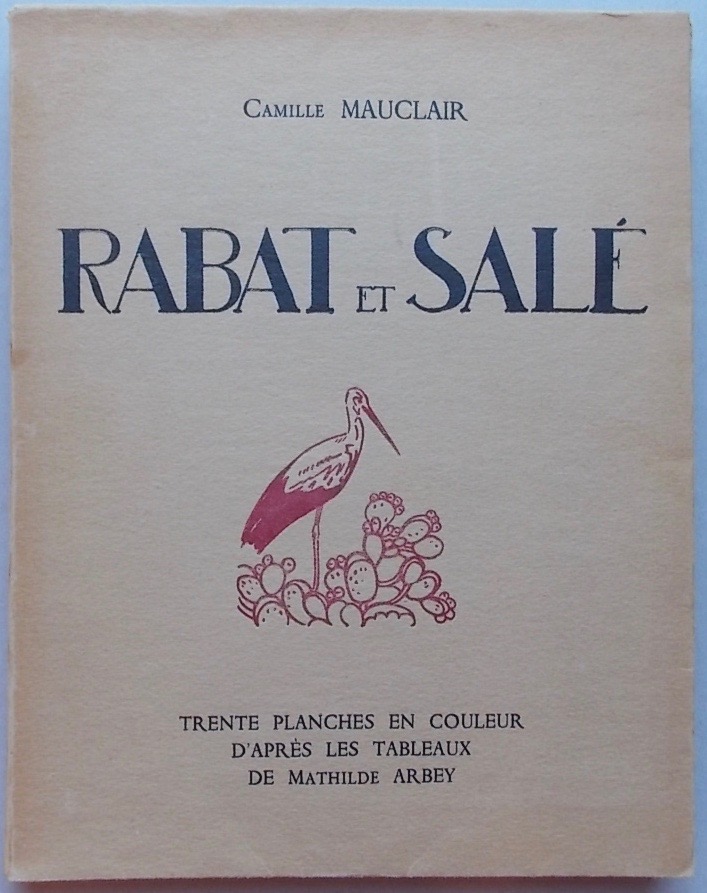 Camille MAUCLAIR
RABAT ET SALÉ
TRENTE PLANCHES EN COULEUR
D'APRÈS LES TABLEAUX
DE MATHILDE ARBEY